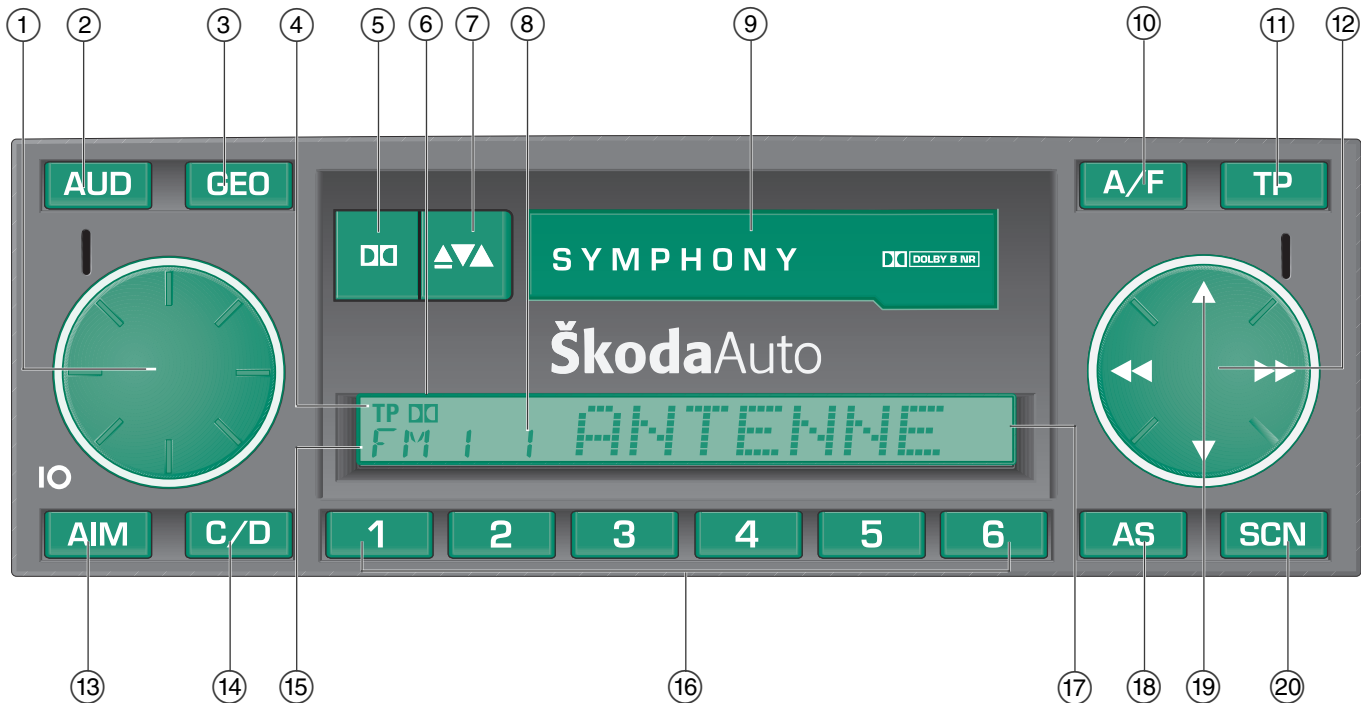 1 2 3 4 5 6 7 8 9 10 11 12
AUD GEO A/F TP
SYMPHONY DOLBY B NR
ŠkodaAuto
TP
FM1 1 ANTENNE
IO
AIM C/D 1 2 3 4 5 6 AS SCN
13 14 15 16 17 18 19 20